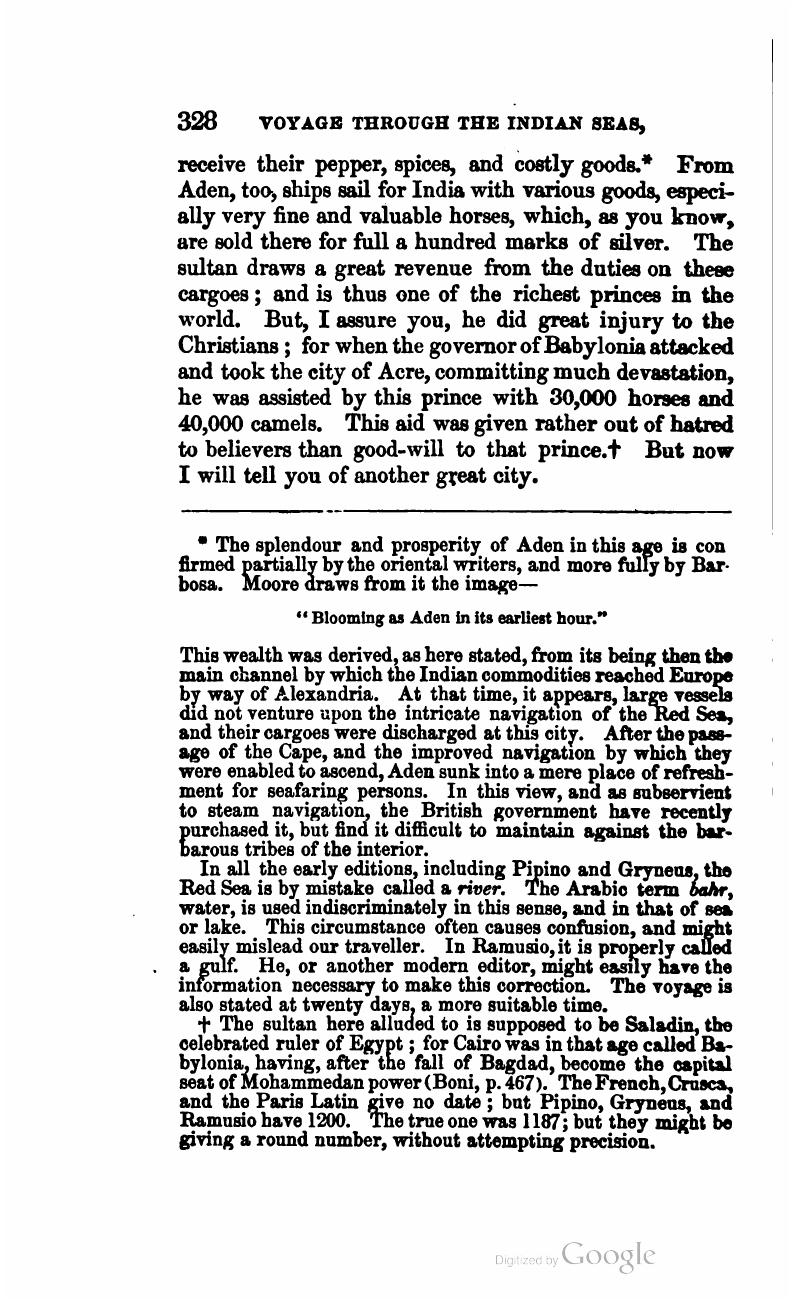 328 VOYAGE THROUGH THE INDIAN SEAS,
receive their pepper, spices, and costly goods.* From
Aden, too, ships sail for India with various goods, especi-
ally very fine and valuable horses, which, as you know,
are sold there for full a hundred marks of silver. The
sultan draws a great revenue from the duties on these
cargoes ; and is thus one of the richest princes in the
world. But, I assure you, he did great injury to the
Christians ; for when the governor of Babylonia attacked
and took the city of Acre, committing much devastation,
he was assisted by this prince with 30,000 horses and
40,000 camels. This aid was given rather out of hatred
to believers than good-will to that prince.† But now
I will tell you of another great city.
* The splendour and prosperity of Aden in this age is con
firmed partially by the oriental writers, and more fully by Bar-
bosa. Moore draws from it the image—
“ Blooming as Aden in its earliest hour.”
This wealth was derived, as here stated, from its being then the
main channel by which the Indian commodities reached Europe
by way of Alexandria. At that time, it appears, large vessels
did not venture upon the intricate navigation of the Red Sea,
and their cargoes were discharged at this city. After the pass-
age of the Cape, and the improved navigation by which they
were enabled to ascend, Aden sunk into a mere place of refresh-
ment for seafaring persons. In this view, and as subservient
to steam navigation, the British government have recently
purchased it, but find it difficult to maintain against the bar-
barous tribes of the interior.
In all the early editions, including Pipino and Gryneus, the
Red Sea is by mistake called a river. The Arabic term bahr,
water, is used indiscriminately in this sense, and in that of sea
or lake. This circumstance often causes confusion, and might
easily mislead our traveller. In Ramusio, it is properly called
a gulf. He, or another modern editor, might easily have the
information necessary to make this correction. The voyage is
also stated at twenty days, a more suitable time.
† The sultan here alluded to is supposed to be Saladin, the
celebrated ruler of Egypt ; for Cairo was in that age called Ba-
bylonia, having, after the fall of Bagdad, become the capital
seat of Mohammedan power (Boni, p. 467). The French, Crusca,
and the Paris Latin give no date ; but Pipino, Gryneus, and
Ramusio have 1200. The true one was 1187; but they might be
giving a round number, without attempting precision.
Digitized by Google